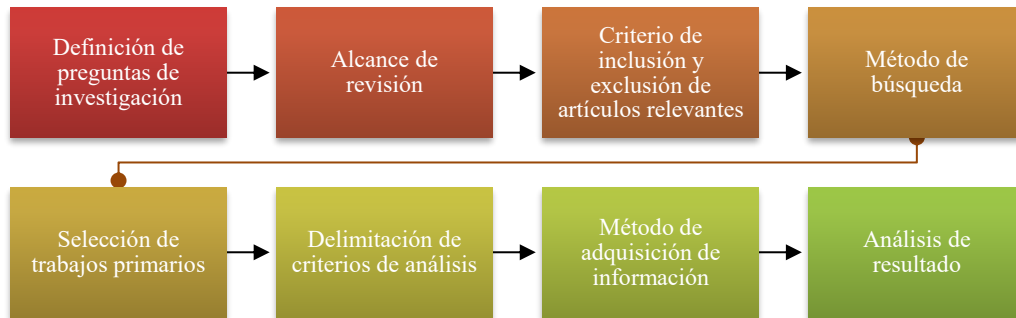 Definición de
preguntas de
investigación
Alcance de
revisión
Criterio de
inclusión y
exclusión de
artículos relevantes
Método de
búsqueda
Selección de
trabajos primarios
Delimitación de
criterios de análisis
Método de
adquisición de
información
Análisis de
resultado